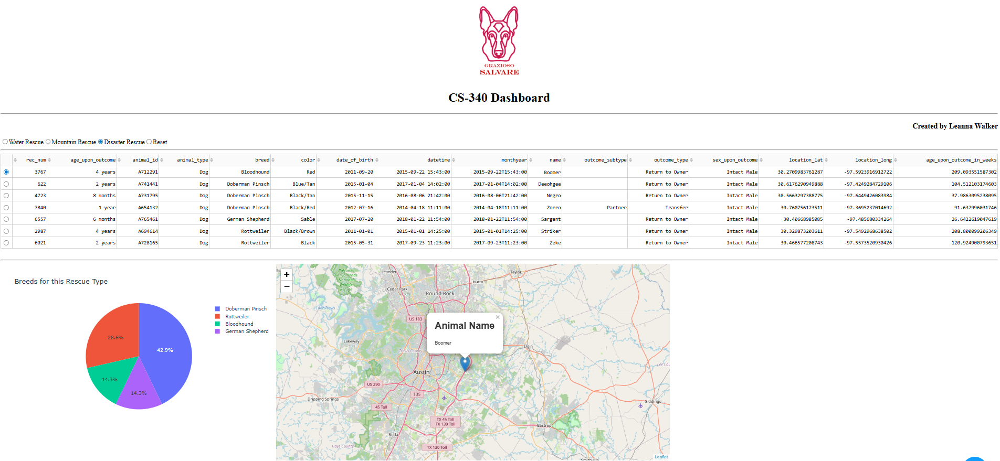 GRAZIOSO
SALVARE
CS-340 Dashboard
Created by Leanna Walker
Water Rescue Mountain Rescue Disaster Rescue Reset
rec_num age_upon_outcome animal_id animal_type breed color date_of_birth datetime monthyear name outcome_subtype outcome_type sex_upon_outcome location_lat location_long age_upon_outcome_in_weeks
3767 4 years A712291 Dog Bloodhound Red 2011-09-20 2015-09-22 15:43:00 2015-09-22T15:43:00 Boomer Return to Owner Intact Male 30.2709983761287 -97.5923916912722 209.093551587302
622 2 years A741441 Dog Doberman Pinsch Blue/Tan 2015-01-04 2017-01-04 14:02:00 2017-01-04T14:02:00 Deeohgee Return to Owner Intact Male 30.6176290949888 -97.4249284729106 104.512103174603
4723 8 months A731795 Dog Doberman Pinsch Black/Tan 2015-11-15 2016-08-06 21:42:00 2016-08-06T21:42:00 Negro Return to Owner Intact Male 30.5663297388775 -97.6449426083984 37.9863095238095
7840 1 year A654132 Dog Doberman Pinsch Black/Red 2012-07-16 2014-04-18 11:11:00 2014-04-18T11:11:00 Zorro Partner Transfer Intact Male 30.760756173511 -97.3695237014692 91.637996031746
6557 6 months A765461 Dog German Shepherd Sable 2017-07-20 2018-01-22 11:54:00 2018-01-22T11:54:00 Sargent Return to Owner Intact Male 30.40668985085 -97.485680334264 26.6422619047619
2987 4 years A694614 Dog Rottweiler Black/Brown 2011-01-01 2015-01-01 14:25:00 2015-01-01T14:25:00 Striker Return to Owner Intact Male 30.329873203611 -97.5492968638502 208.800099206349
6021 2 years A728165 Dog Rottweiler Black 2015-05-31 2017-09-23 11:23:00 2017-09-23T11:23:00 Zeke Return to Owner Intact Male 30.466577208743 -97.5573520930426 120.924900793651
Breeds for this Rescue Type
Doberman Pinsch
Rottweiler
Bloodhound
German Shepherd
28.6%
42.9%
14.3%
14.3%
+
−
Balcones
Canyonlands
National
Wildlife
Refuge
Leander
Taylor
Hutto
Cedar Park
Round Rock
Lake Travis
US 183
Animal Name
×
Boomer
Lakeway
Travis County
Elgin
Lee Cou
Austin
US 290
I 35
Dripping Springs
45 Toll
Giddings
TX 45 Toll
TX 130 Toll
Bastrop
Buda
Hays County
TX 130 Toll
Smithville
Leaflet